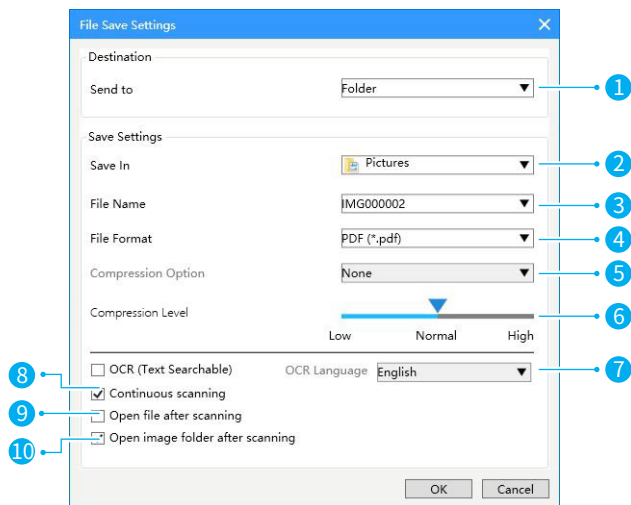 File Save Settings
Destination
Send to Folder 1
Save Settings
Save In Pictures 2
File Name IMG000002 3
File Format PDF (*.pdf) 4
Compression Option None 5
Compression Level 6
Low Normal High
OCR (Text Searchable) OCR Language English 7
8 Continuous scanning
9 Open file after scanning
10 Open image folder after scanning
OK Cancel